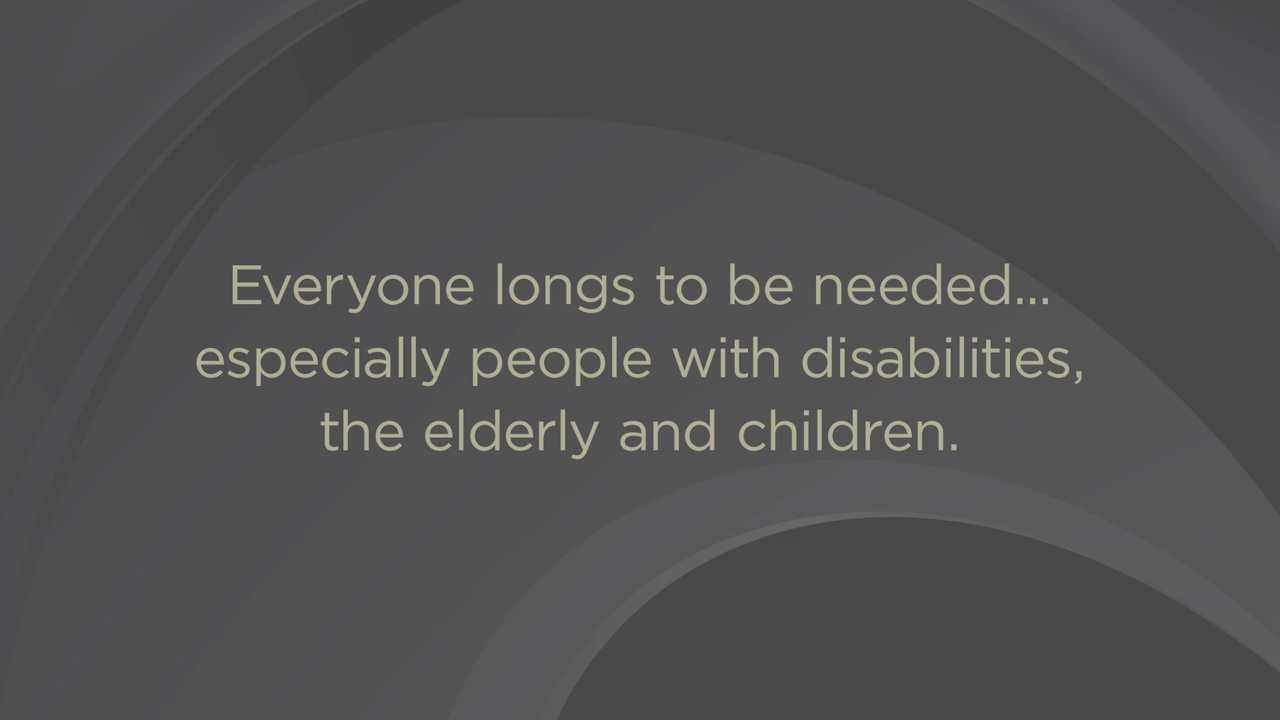 Everyone longs to be needed...
especially people with disabilities,
the elderly and children.